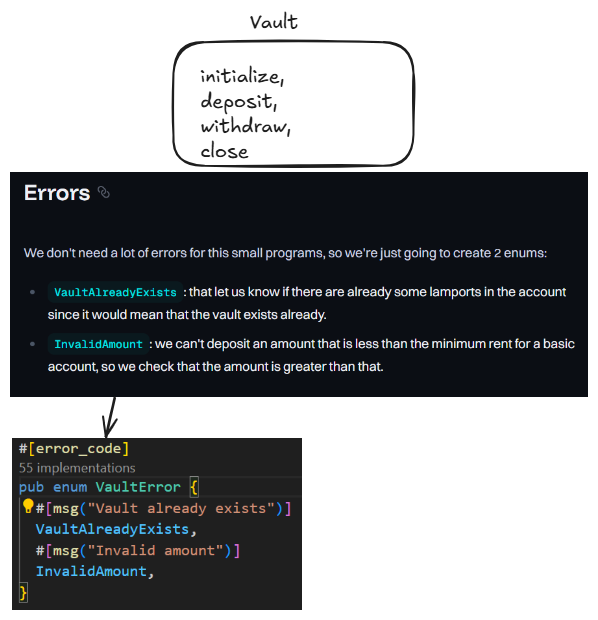 Vault
initialize,
deposit,
withdraw,
close
Errors
We don't need a lot of errors for this small programs, so we're just going to create 2 enums:
VaultAlreadyExists : that let us know if there are already some lamports in the account
since it would mean that the vault exists already.
InvalidAmount : we can't deposit an amount that is less than the minimum rent for a basic
account, so we check that the amount is greater than that.
#[error_code]
55 implementations
pub enum VaultError {
#[msg("Vault already exists")]
VaultAlreadyExists,
#[msg("Invalid amount")]
InvalidAmount,
}